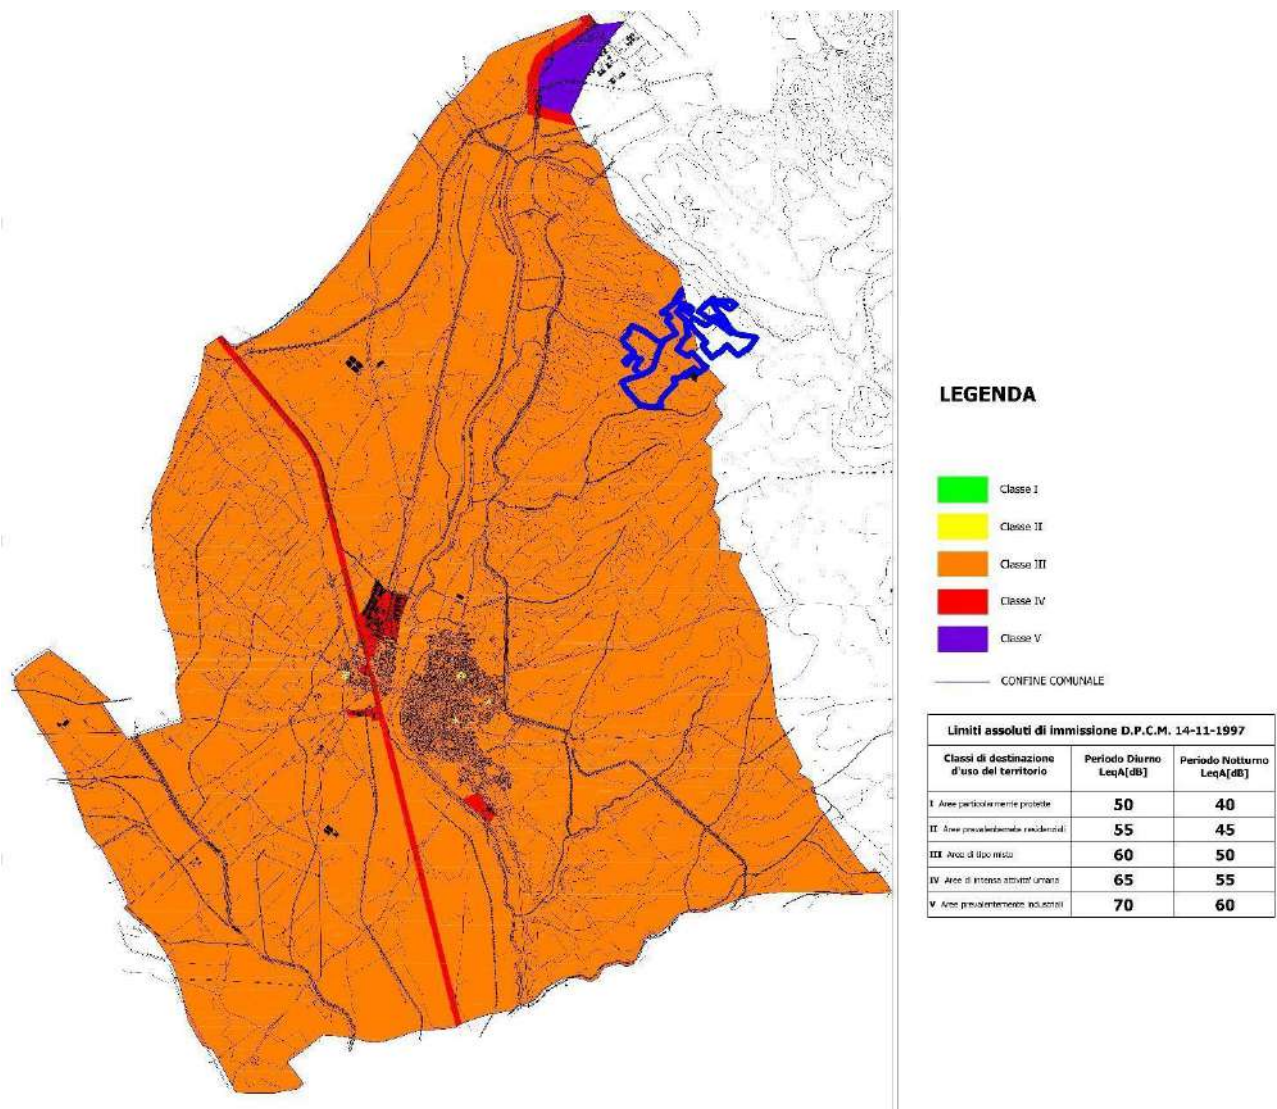 LEGENDA
Classe I
Classe II
Classe III
Classe IV
Classe V
CONFINE COMUNALE
Limiti assoluti di immissione D.P.C.M. 14-11-1997
Classi di destinazione d'uso del territorio
Periodo Diurno LeqA[dB]
Periodo Notturno LeqA[dB]
I Aree particolarmente protette 50 40
II Aree prevalentemente residenziali 55 45
III Aree di tipo misto 60 50
IV Aree di intensa attivita' umana 65 55
V Aree prevalentemente industriali 70 60